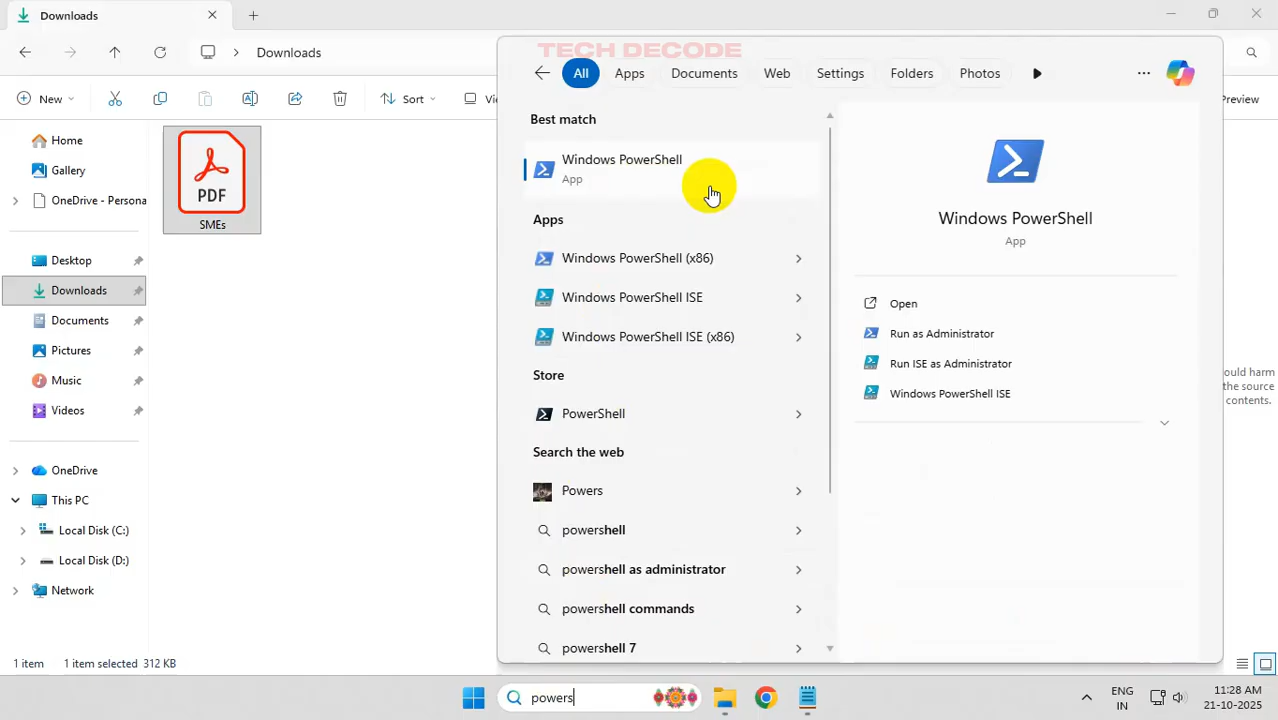 Downloads
TECH DECODE
Downloads
All
Apps
Documents
Web
Settings
Folders
Photos
New
Sort
Preview
Home
Gallery
OneDrive - Persona
Desktop
Downloads
Documents
Pictures
Music
Videos
OneDrive
This PC
Local Disk (C:)
Local Disk (D:)
Network
PDF
SMEs
Best match
Windows PowerShell
App
Apps
Windows PowerShell (x86)
Windows PowerShell ISE
Windows PowerShell ISE (x86)
Store
PowerShell
Search the web
Powers
powershell
powershell as administrator
powershell commands
powershell 7
Windows PowerShell
App
Open
Run as Administrator
Run ISE as Administrator
Windows PowerShell ISE
ould harm
the source
contents.
1 item
1 item selected 312 KB
powers
ENG
IN
11:28 AM
21-10-2025